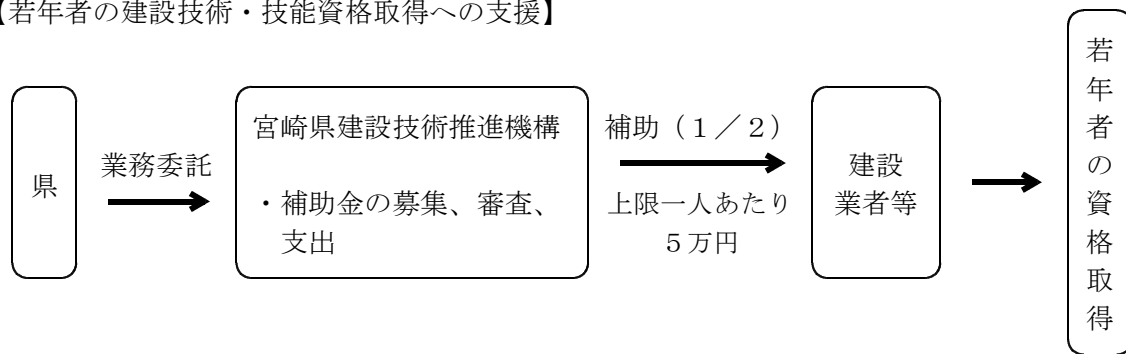 【若年者の建設技術・技能資格取得への支援】
県
業務委託
宮崎県建設技術推進機構
・補助金の募集、審査、
支出
補助（１／２）
上限一人あたり
５万円
建設
業者等
若年者の資格取得